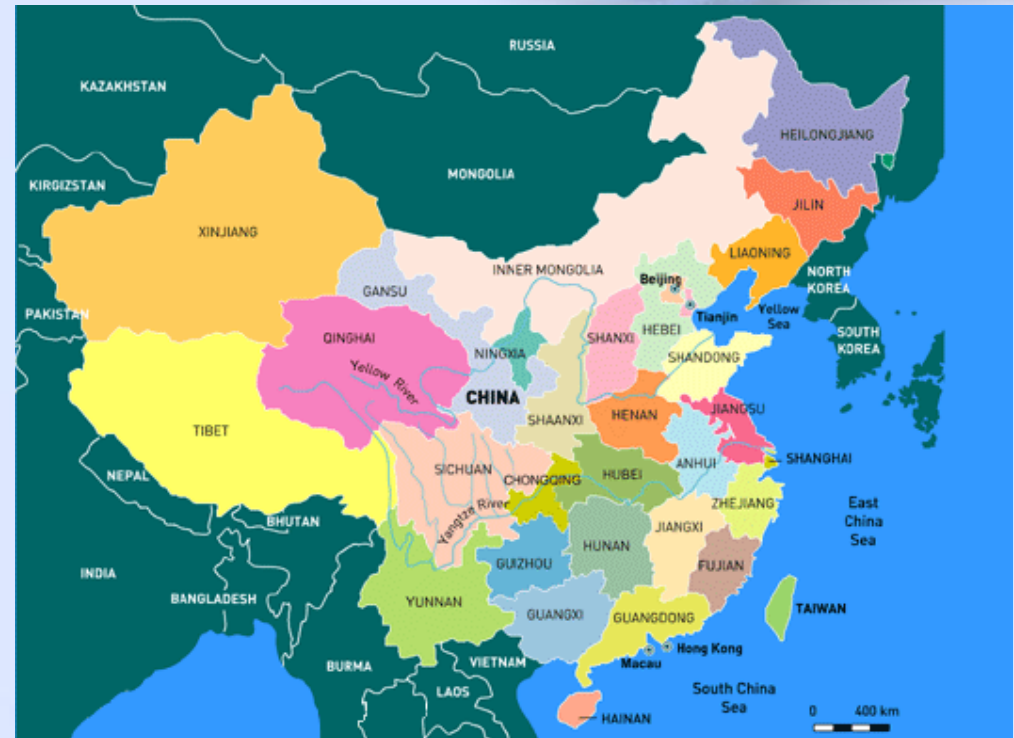 RUSSIA
KAZAKHSTAN
HEILONGJIANG
MONGOLIA
KIRGIZSTAN
JILIN
XINJIANG
LIAONING
INNER MONGOLIA
NORTH
KOREA
Beijing
GANSU
Yellow
Sea
Tianjin
PAKISTAN
QINGHAI
SHANXI
HEBEI
SOUTH
KOREA
NINGXIA
SHANDONG
Yellow River
CHINA
JIANGSU
HENAN
SHAANXI
TIBET
SHANGHAI
ANHUI
SICHUAN
NEPAL
HUBEI
CHONGQING
ZHEJIANG
Yangtze River
East
China
Sea
BHUTAN
JIANGXI
HUNAN
GUIZHOU
FUJIAN
INDIA
BANGLADESH
YUNNAN
TAIWAN
GUANGXI
GUANGDONG
Hong Kong
Macau
VIETNAM
BURMA
LAOS
South China
Sea
0 400 km
HAINAN